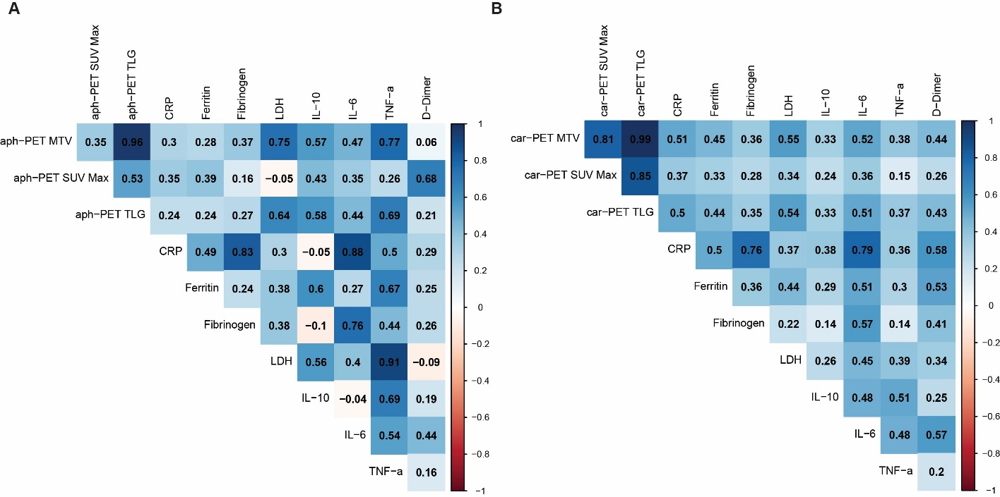 A
aph−PET SUV Max
aph−PET TLG
CRP
Ferritin
Fibrinogen
LDH
IL−10
IL−6
TNF−a
D−Dimer
aph−PET MTV 0.35 0.96 0.3 0.28 0.37 0.75 0.57 0.47 0.77 0.06
aph−PET SUV Max 0.53 0.35 0.39 0.16 −0.05 0.43 0.35 0.26 0.68
aph−PET TLG 0.24 0.24 0.27 0.64 0.58 0.44 0.69 0.21
CRP 0.49 0.83 0.3 −0.05 0.88 0.5 0.29
Ferritin 0.24 0.38 0.6 0.27 0.67 0.25
Fibrinogen 0.38 −0.1 0.76 0.44 0.26
LDH 0.56 0.4 0.91 −0.09
IL−10 −0.04 0.69 0.19
IL−6 0.54 0.44
TNF−a 0.16
1
0.8
0.6
0.4
0.2
0
−0.2
−0.4
−0.6
−0.8
−1
B
car−PET SUV Max
car−PET TLG
CRP
Ferritin
Fibrinogen
LDH
IL−10
IL−6
TNF−a
D−Dimer
car−PET MTV 0.81 0.99 0.51 0.45 0.36 0.55 0.33 0.52 0.38 0.44
car−PET SUV Max 0.85 0.37 0.33 0.28 0.34 0.24 0.36 0.15 0.26
car−PET TLG 0.5 0.44 0.35 0.54 0.33 0.51 0.37 0.43
CRP 0.5 0.76 0.37 0.38 0.79 0.36 0.58
Ferritin 0.36 0.44 0.29 0.51 0.3 0.53
Fibrinogen 0.22 0.14 0.57 0.14 0.41
LDH 0.26 0.45 0.39 0.34
IL−10 0.48 0.51 0.25
IL−6 0.48 0.57
TNF−a 0.2
1
0.8
0.6
0.4
0.2
0
−0.2
−0.4
−0.6
−0.8
−1